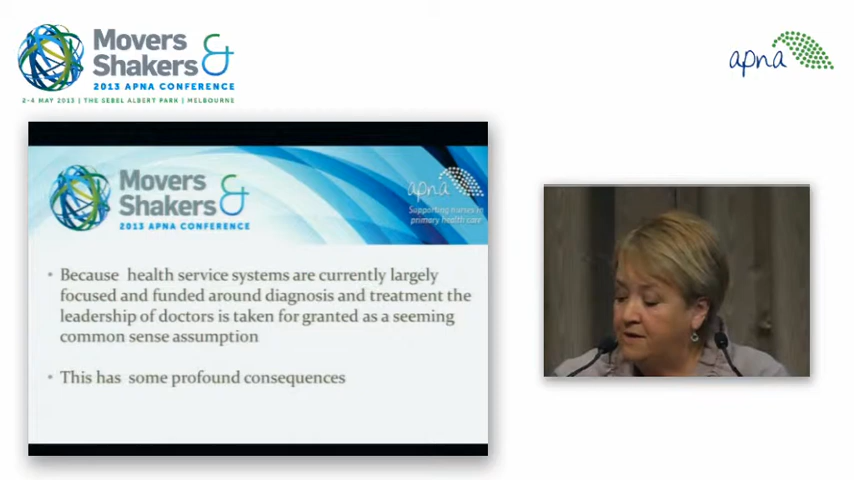 Movers &
Shakers
2013 APNA CONFERENCE
2-4 MAY 2013 | THE SEBEL ALBERT PARK | MELBOURNE
apna
Movers &
Shakers
2013 APNA CONFERENCE
apna
Supporting nurses in
primary health care
• Because health service systems are currently largely
focused and funded around diagnosis and treatment the
leadership of doctors is taken for granted as a seeming
common sense assumption
• This has some profound consequences